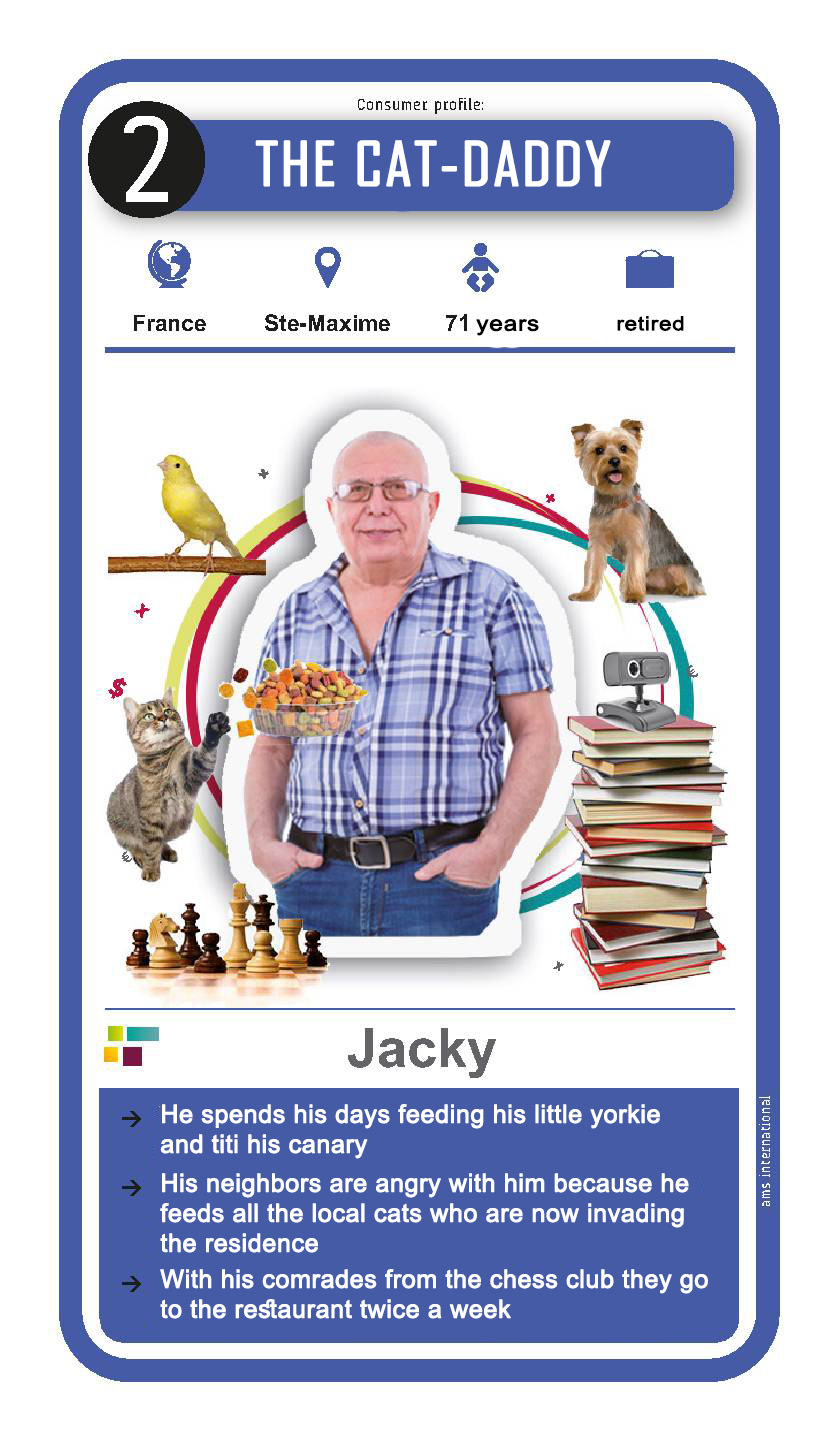 Consumer profile:
2
THE CAT-DADDY
France
Ste-Maxime
71 years
retired
Jacky
He spends his days feeding his little yorkie
and titi his canary
His neighbors are angry with him because he
feeds all the local cats who are now invading
the residence
With his comrades from the chess club they go
to the restaurant twice a week
ams international